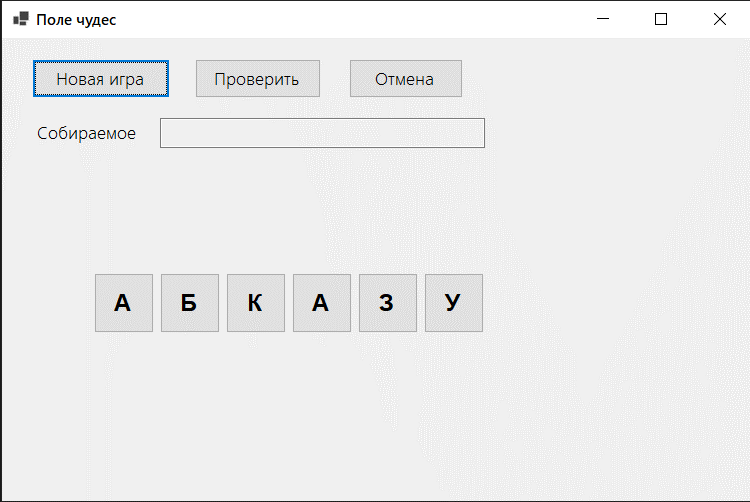 Поле чудес
Новая игра Проверить Отмена
Собираемое
А Б К А З У